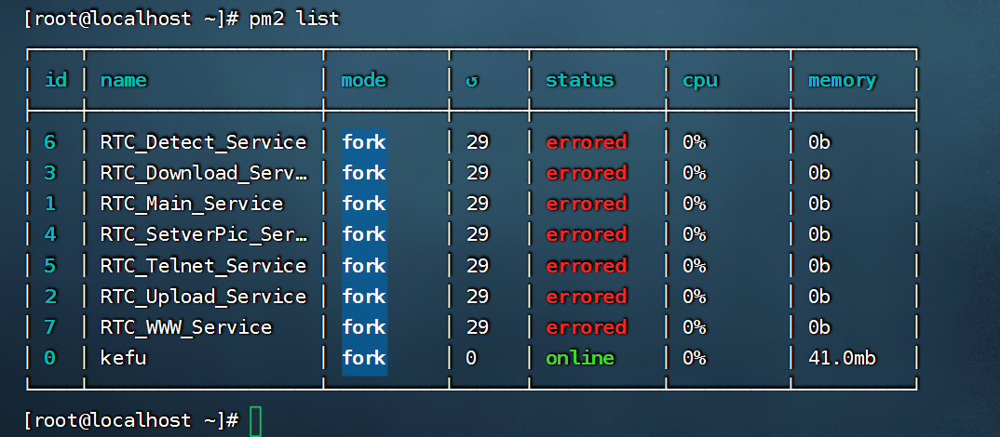 [root@localhost ~]# pm2 list
id name mode ↺ status cpu memory
6 RTC_Detect_Service fork 29 errored 0% 0b
3 RTC_Download_Serv… fork 29 errored 0% 0b
1 RTC_Main_Service fork 29 errored 0% 0b
4 RTC_SetverPic_Ser… fork 29 errored 0% 0b
5 RTC_Telnet_Service fork 29 errored 0% 0b
2 RTC_Upload_Service fork 29 errored 0% 0b
7 RTC_WWW_Service fork 29 errored 0% 0b
0 kefu fork 0 online 0% 41.0mb
[root@localhost ~]#